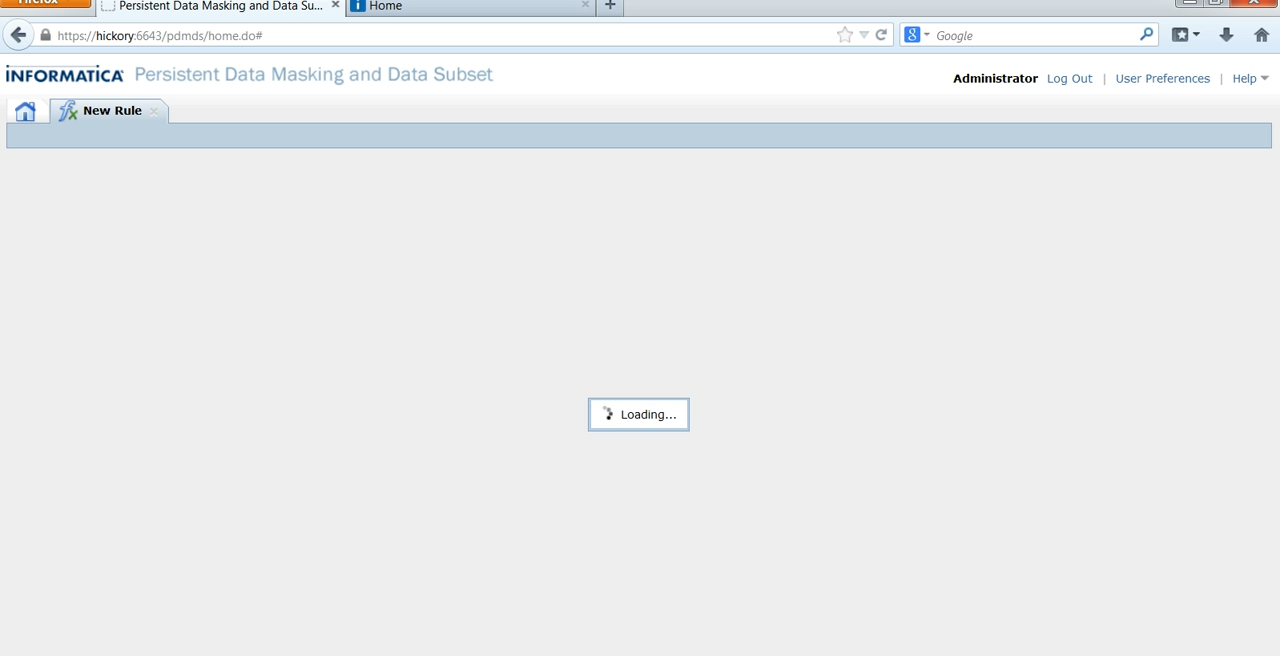 Firefox
Persistent Data Masking and Data Su...
Home
https://hickory:6643/pdmds/home.do#
Google
INFORMATICA Persistent Data Masking and Data Subset
Administrator Log Out | User Preferences | Help
New Rule
Loading...